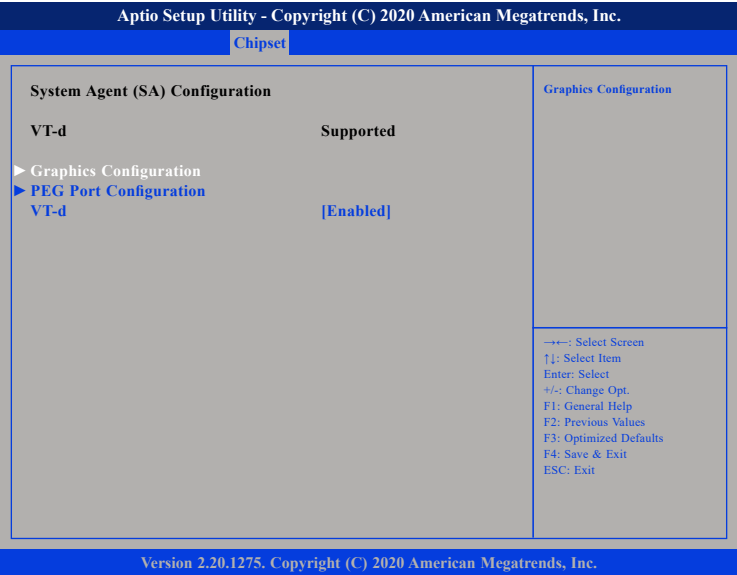 Aptio Setup Utility - Copyright (C) 2020 American Megatrends, Inc.
Chipset
System Agent (SA) Configuration
VT-d Supported
► Graphics Configuration
► PEG Port Configuration
VT-d [Enabled]
Graphics Configuration
→←: Select Screen
↑↓: Select Item
Enter: Select
+/-: Change Opt.
F1: General Help
F2: Previous Values
F3: Optimized Defaults
F4: Save & Exit
ESC: Exit
Version 2.20.1275. Copyright (C) 2020 American Megatrends, Inc.